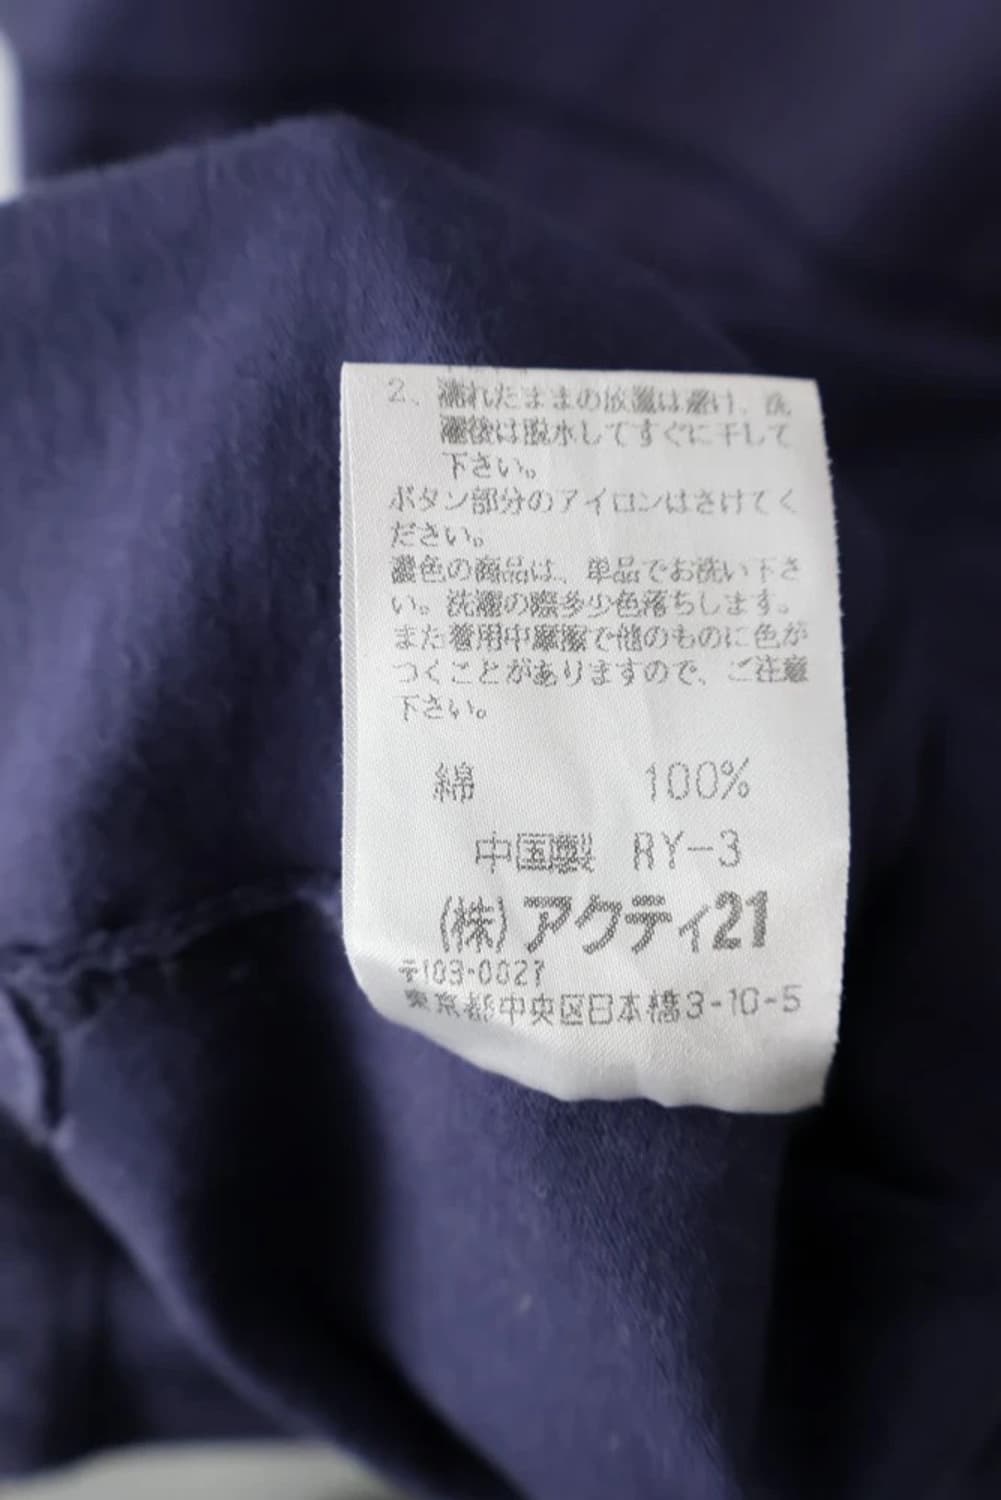 2、濡れたままの放置は避け、洗
濯後は脱水してすぐに干して
下さい。
ボタン部分のアイロンはさけてく
ださい。
濃色の商品は、単品でお洗い下さ
い。洗濯の際多少色落ちします。
また着用中摩擦で他のものに色が
つくことがありますので、ご注意
下さい。
綿 100%
中国製 RY-3
(株)アクティ21
〒103-0027
東京都中央区日本橋3-10-5